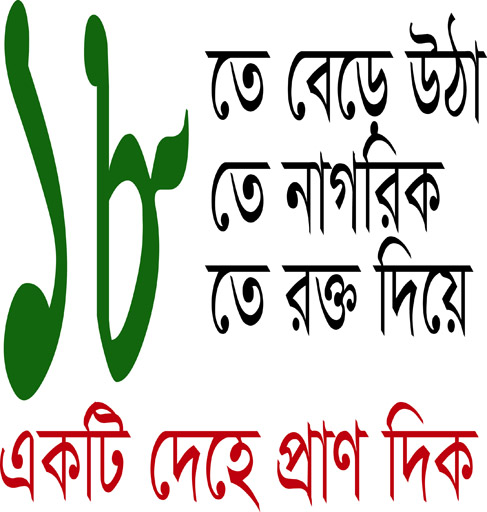 ১৮
তে বেড়ে উঠা
তে নাগরিক
তে রক্ত দিয়ে
একটি দেহে প্রাণ দিক